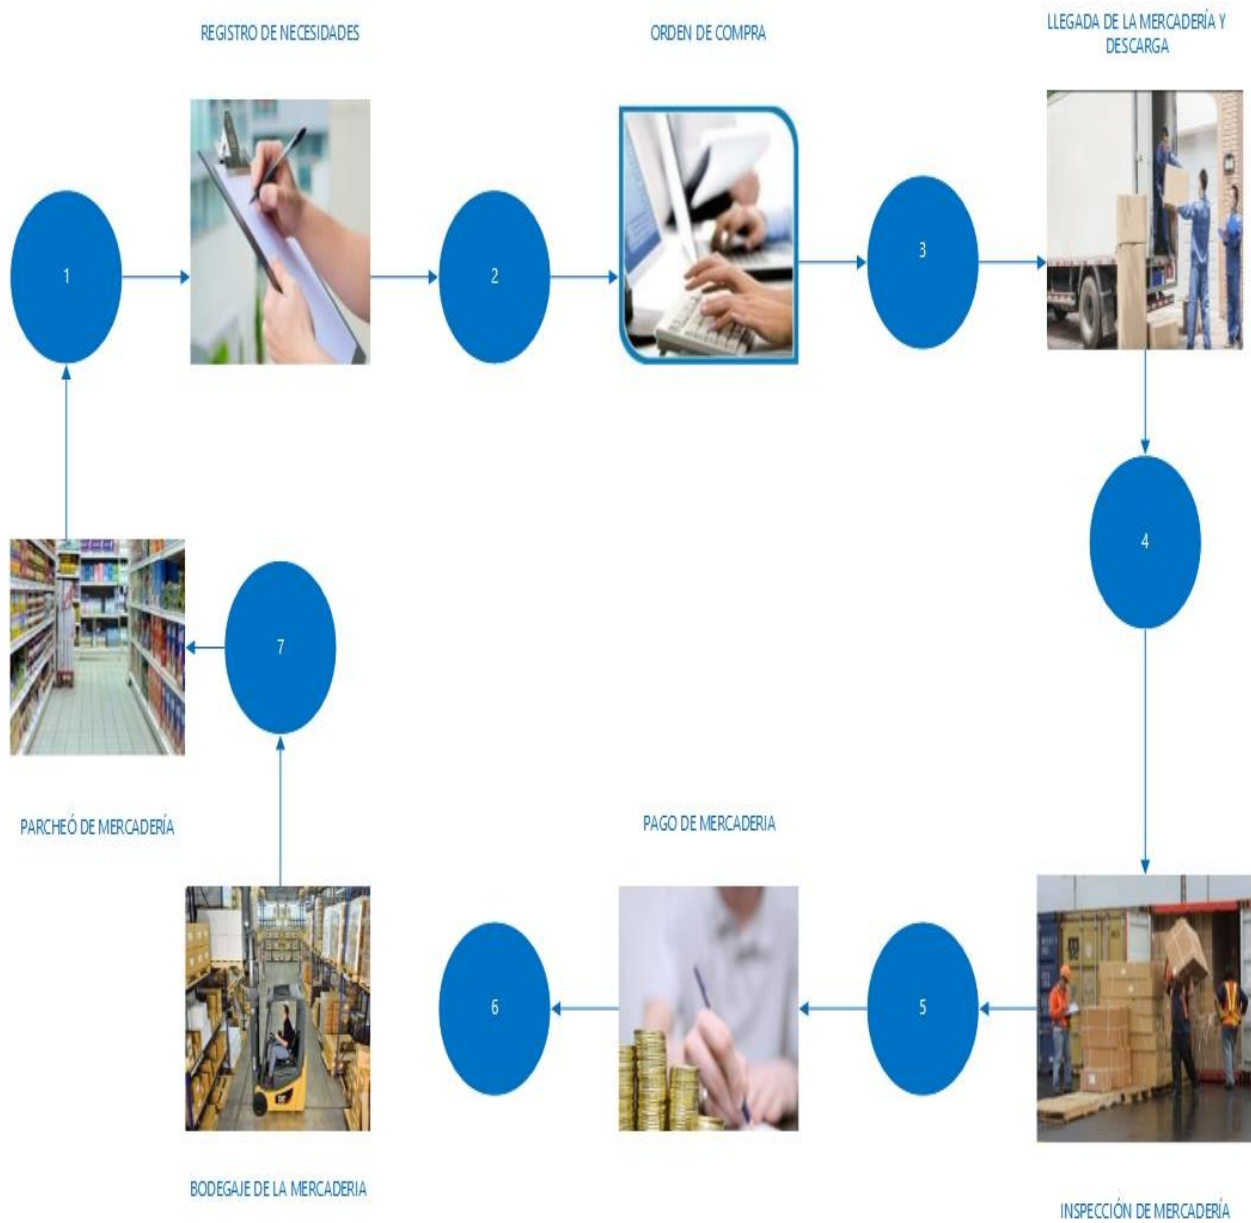 REGISTRO DE NECESIDADES
ORDEN DE COMPRA
LLEGADA DE LA MERCADERÍA Y
DESCARGA
1
2
3
4
7
PARCHEÓ DE MERCADERÍA
PAGO DE MERCADERIA
6
5
BODEGAJE DE LA MERCADERIA
INSPECCIÓN DE MERCADERÍA